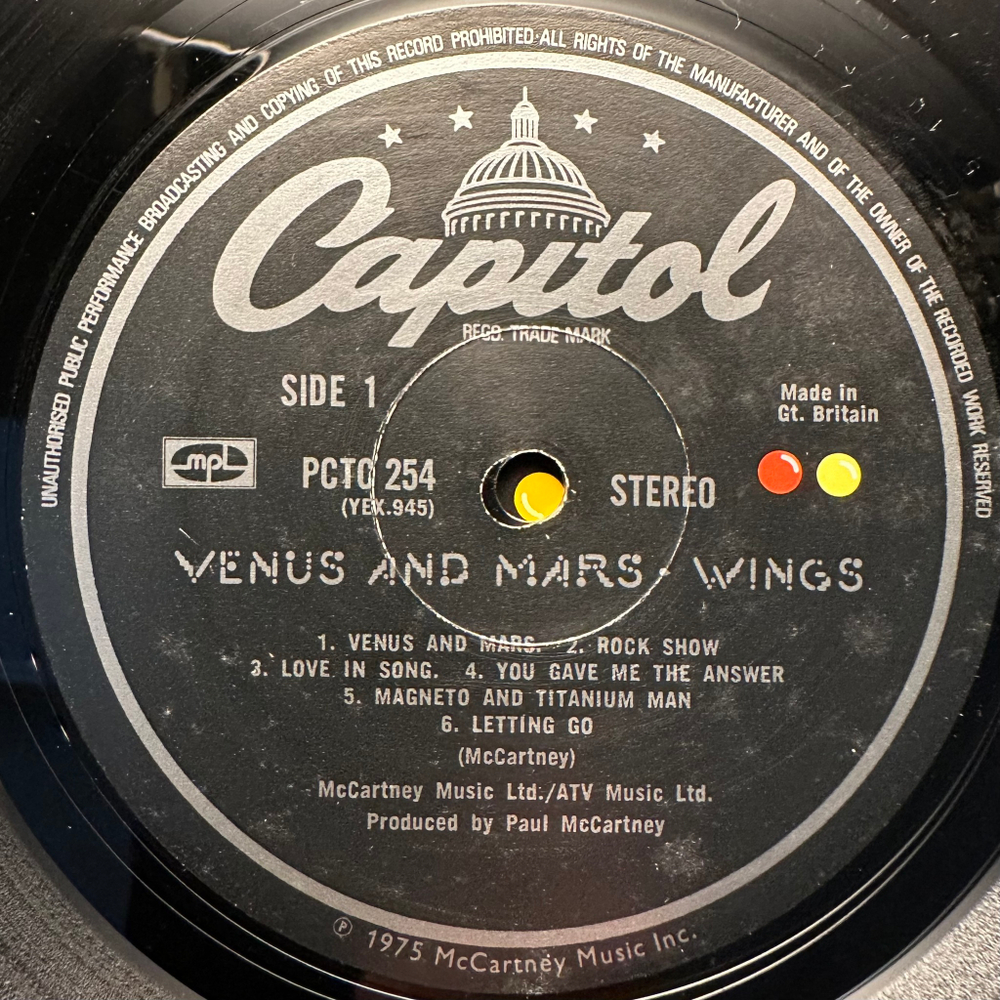 UNAUTHORISED PUBLIC PERFORMANCE BROADCASTING AND COPYING OF THIS RECORD PROHIBITED·ALL RIGHTS OF THE MANUFACTURER AND OF THE OWNER OF THE RECORDED WORK RESERVED
Capitol
REGD. TRADE MARK
SIDE 1
Made in
Gt. Britain
mpl
PCTC 254
STEREO
(YEX.945)
VENUS AND MARS · WINGS
1. VENUS AND MARS. 2. ROCK SHOW
3. LOVE IN SONG. 4. YOU GAVE ME THE ANSWER
5. MAGNETO AND TITANIUM MAN
6. LETTING GO
(McCartney)
McCartney Music Ltd./ATV Music Ltd.
Produced by Paul McCartney
℗ 1975 McCartney Music Inc.